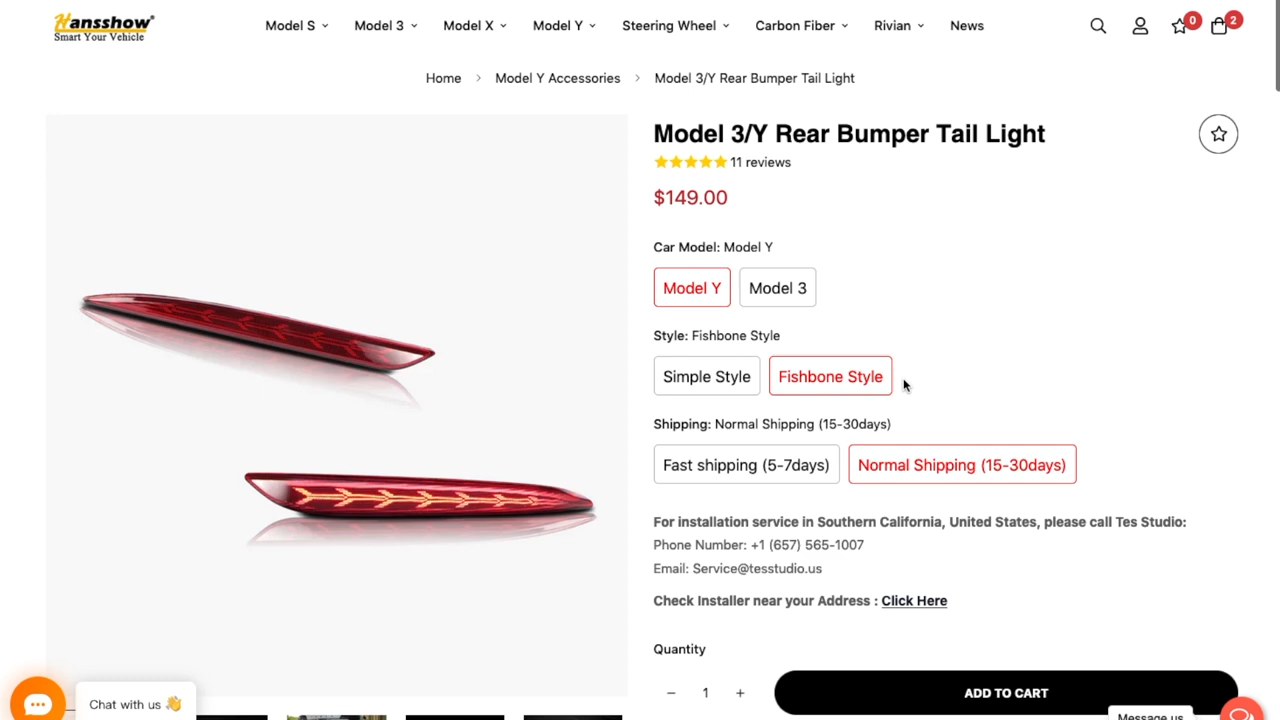 Hansshow
Smart Your Vehicle
Model S
Model 3
Model X
Model Y
Steering Wheel
Carbon Fiber
Rivian
News
0
2
Home > Model Y Accessories > Model 3/Y Rear Bumper Tail Light
Model 3/Y Rear Bumper Tail Light
11 reviews
$149.00
Car Model: Model Y
Model Y
Model 3
Style: Fishbone Style
Simple Style
Fishbone Style
Shipping: Normal Shipping (15-30days)
Fast shipping (5-7days)
Normal Shipping (15-30days)
For installation service in Southern California, United States, please call Tes Studio:
Phone Number: +1 (657) 565-1007
Email: Service@tesstudio.us
Check Installer near your Address : Click Here
Quantity
− 1 +
ADD TO CART
Chat with us 👋
Message us